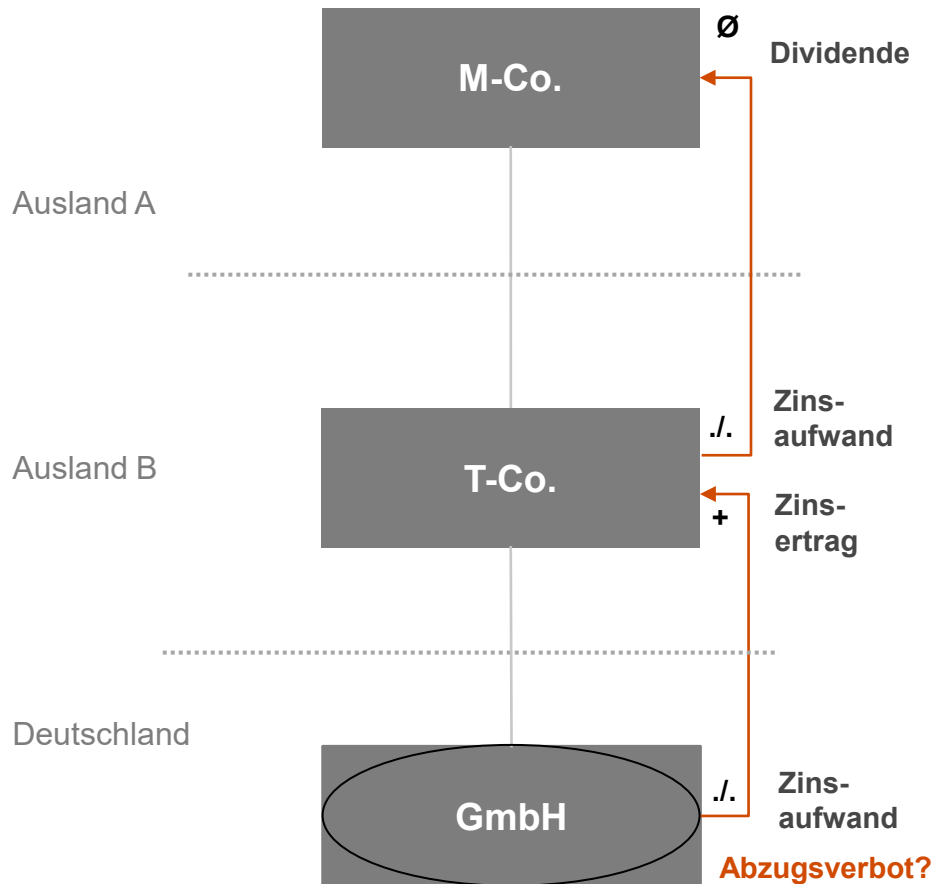 Ø
Dividende
M-Co.
Ausland A
Zins-
aufwand
./.
Ausland B
T-Co.
Zins-
ertrag
+
Deutschland
Zins-
aufwand
./.
GmbH
Abzugsverbot?